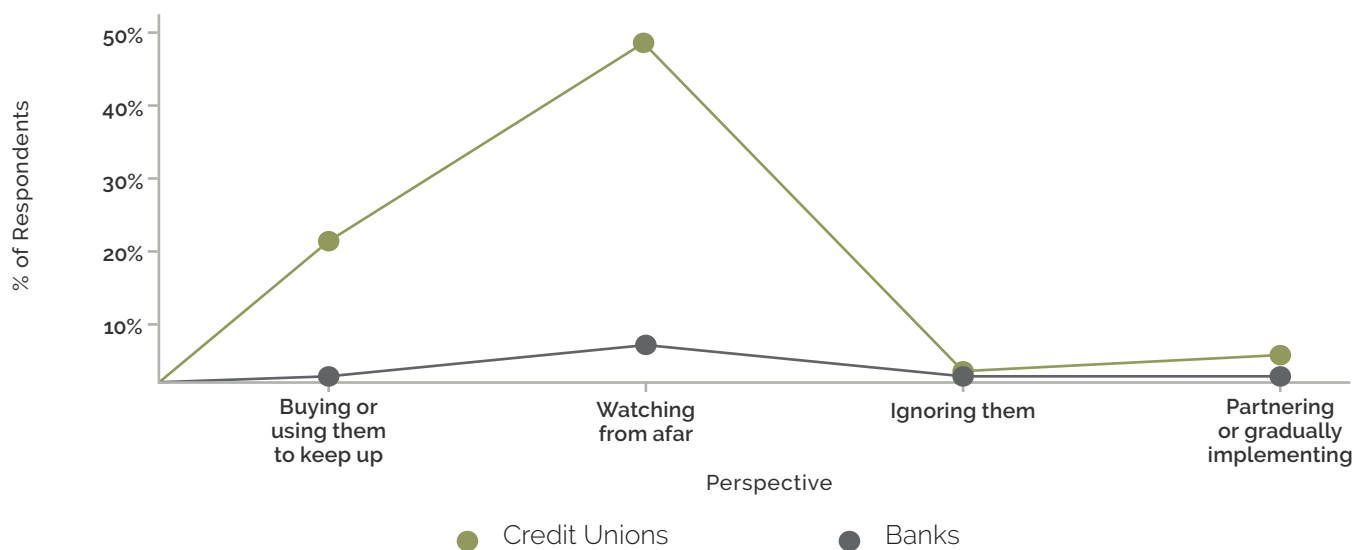 % of Respondents
50%
40%
30%
20%
10%
Buying or
using them
to keep up
Watching
from afar
Ignoring them
Partnering
or gradually
implementing
Perspective
Credit Unions
Banks